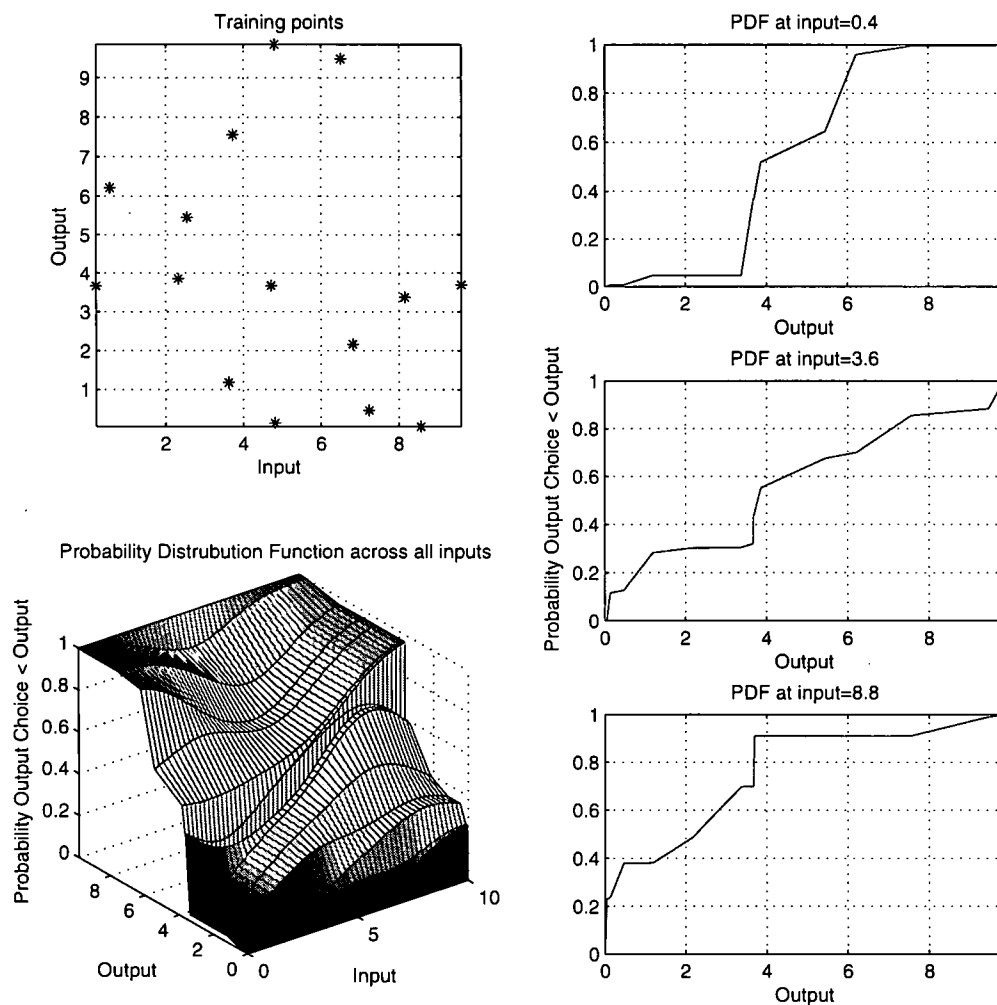 Training points
9
8
7
6
5
4
3
2
1
Output
2 4 6 8
Input
PDF at input=0.4
1
0.8
0.6
0.4
0.2
0
0 2 4 6 8
Output
PDF at input=3.6
1
0.8
0.6
0.4
0.2
0
0 2 4 6 8
Output
Probability Output Choice < Output
PDF at input=8.8
1
0.8
0.6
0.4
0.2
0
0 2 4 6 8
Output
Probability Distrubution Function across all inputs
Probability Output Choice < Output
1
0.8
0.6
0.4
0.2
0
8
6
4
2
0
Output
0
5
10
Input